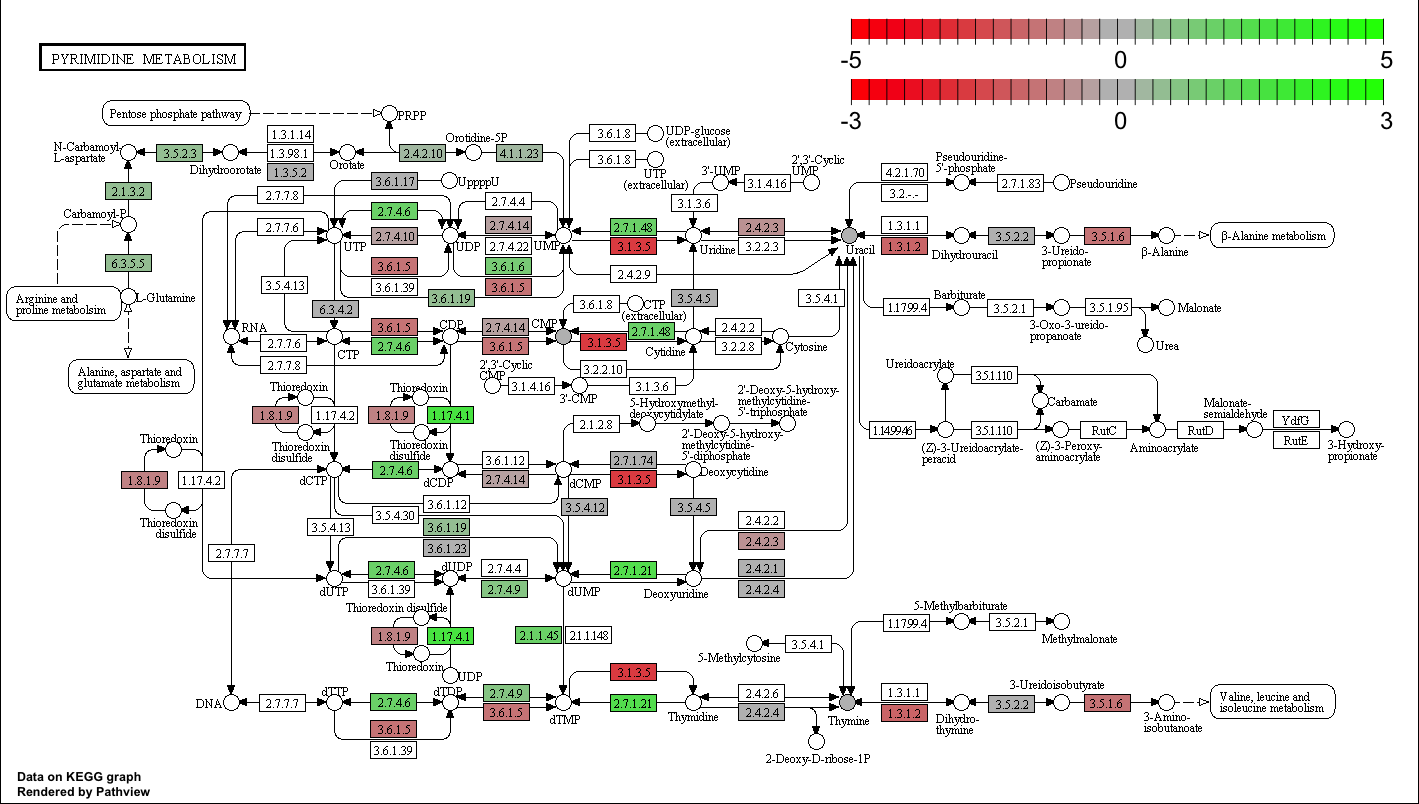 PYRIMIDINE METABOLISM
-5
0
5
-3
0
3
Pentose phosphate pathway
PRPP
N-Carbamoyl-
L-aspartate
3.5.2.3
Dihydroorotate
1.3.1.14
1.3.98.1
1.3.5.2
Orotate
2.4.2.10
Orotidine-5P
4.1.1.23
3.6.1.8
UDP-glucose
(extracellular)
3.6.1.8
UTP
(extracellular)
2.1.3.2
Carbamoyl-P
6.3.5.5
L-Glutamine
Arginine and
proline metabolism
Alanine, aspartate and
glutamate metabolism
3.6.1.17
UppppU
3'-UMP
3.1.4.16
2',3'-Cyclic
UMP
3.1.3.6
4.2.1.70
3.2.-.-
Pseudouridine-
5'-phosphate
2.7.1.83
Pseudouridine
2.7.7.8
2.7.7.6
UTP
2.7.4.6
2.7.4.10
3.6.1.5
3.6.1.39
UDP
2.7.4.4
2.7.4.14
2.7.4.22
3.6.1.6
3.6.1.5
3.6.1.19
UMP
2.7.1.48
3.1.3.5
Uridine
2.4.2.3
3.2.2.3
2.4.2.9
Uracil
1.3.1.1
1.3.1.2
Dihydrouracil
3.5.2.2
3-Ureido-
propionate
3.5.1.6
β-Alanine
β-Alanine metabolism
3.5.4.13
6.3.4.2
3.6.1.8
CTP
(extracellular)
3.5.4.5
3.5.4.1
1.1.99.4
Barbiturate
3.5.2.1
3-Oxo-3-ureido-
propanoate
3.5.1.95
Malonate
Urea
RNA
2.7.7.6
2.7.7.8
CTP
3.6.1.5
2.7.4.6
CDP
2.7.4.14
3.6.1.5
CMP
3.1.3.5
2.7.1.48
Cytidine
2.4.2.2
3.2.2.8
Cytosine
3.2.2.10
2',3'-Cyclic
CMP
3.1.4.16
3'-CMP
3.1.3.6
Ureidoacrylate
3.5.1.110
Carbamate
1.14.99.46
(Z)-3-Ureidoacrylate-
peracid
3.5.1.110
(Z)-3-Peroxy-
aminoacrylate
RutC
Aminoacrylate
RutD
Malonate-
semialdehyde
YdfG
RutE
3-Hydroxy-
propionate
Thioredoxin
1.8.1.9
1.17.4.2
Thioredoxin
disulfide
Thioredoxin
1.8.1.9
1.17.4.1
Thioredoxin
disulfide
5-Hydroxymethyl-
deoxycytidylate
2.1.2.8
2'-Deoxy-5-hydroxy-
methylcytidine-
5'-triphosphate
2'-Deoxy-5-hydroxy-
methylcytidine-
5'-diphosphate
Thioredoxin
1.8.1.9
1.17.4.2
Thioredoxin
disulfide
dCTP
2.7.4.6
dCDP
3.6.1.12
2.7.4.14
dCMP
2.7.1.74
3.1.3.5
Deoxycytidine
3.6.1.12
3.5.4.30
3.5.4.13
3.6.1.19
3.6.1.23
3.5.4.12
3.5.4.5
2.4.2.2
2.4.2.3
2.4.2.1
2.4.2.4
2.7.7.7
dUTP
2.7.4.6
3.6.1.39
dUDP
2.7.4.4
2.7.4.9
dUMP
2.7.1.21
Deoxyuridine
Thioredoxin disulfide
1.8.1.9
1.17.4.1
Thioredoxin
UDP
2.1.1.45
2.1.1.148
5-Methylcytosine
3.5.4.1
1.1.99.4
5-Methylbarbiturate
3.5.2.1
Methylmalonate
DNA
2.7.7.7
dTTP
2.7.4.6
3.6.1.5
3.6.1.39
dTDP
2.7.4.9
3.6.1.5
dTMP
3.1.3.5
2.7.1.21
Thymidine
2.4.2.6
2.4.2.4
Thymine
2-Deoxy-D-ribose-1P
1.3.1.1
1.3.1.2
Dihydro-
thymine
3.5.2.2
3-Ureidoisobutyrate
3.5.1.6
3-Amino-
isobutanoate
Valine, leucine and
isoleucine metabolism
Data on KEGG graph
Rendered by Pathview